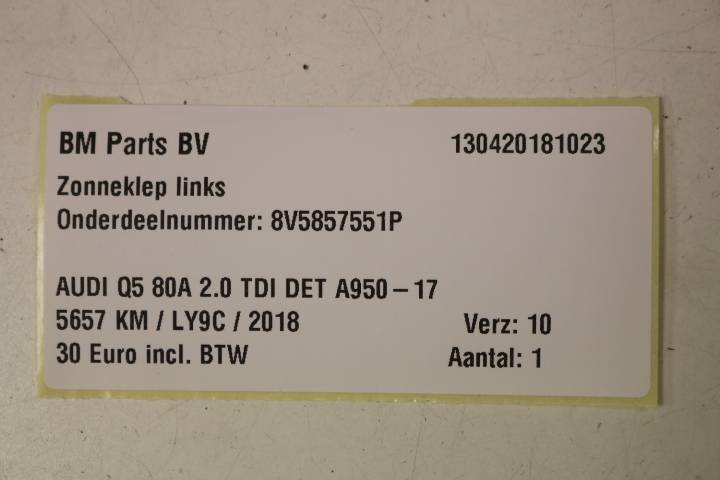 BM Parts BV 130420181023
Zonneklep links
Onderdeelnummer: 8V5857551P
AUDI Q5 80A 2.0 TDI DET A950-17
5657 KM / LY9C / 2018 Verz: 10
30 Euro incl. BTW Aantal: 1